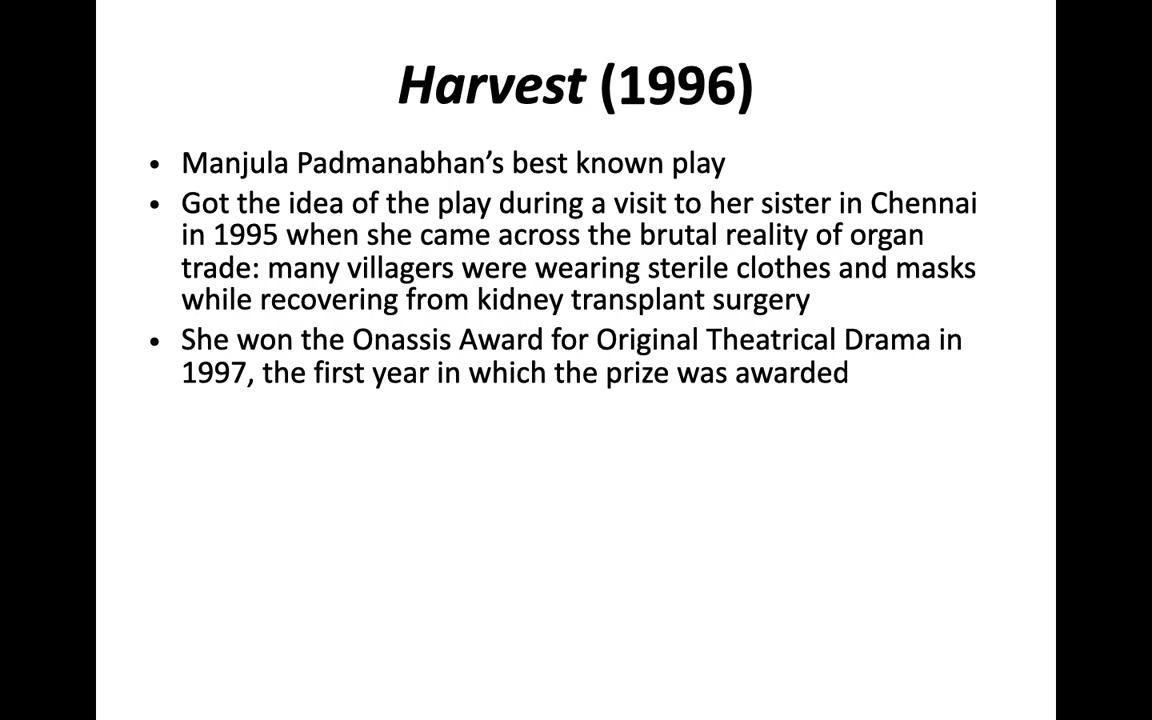 Harvest (1996)
• Manjula Padmanabhan’s best known play
• Got the idea of the play during a visit to her sister in Chennai
in 1995 when she came across the brutal reality of organ
trade: many villagers were wearing sterile clothes and masks
while recovering from kidney transplant surgery
• She won the Onassis Award for Original Theatrical Drama in
1997, the first year in which the prize was awarded